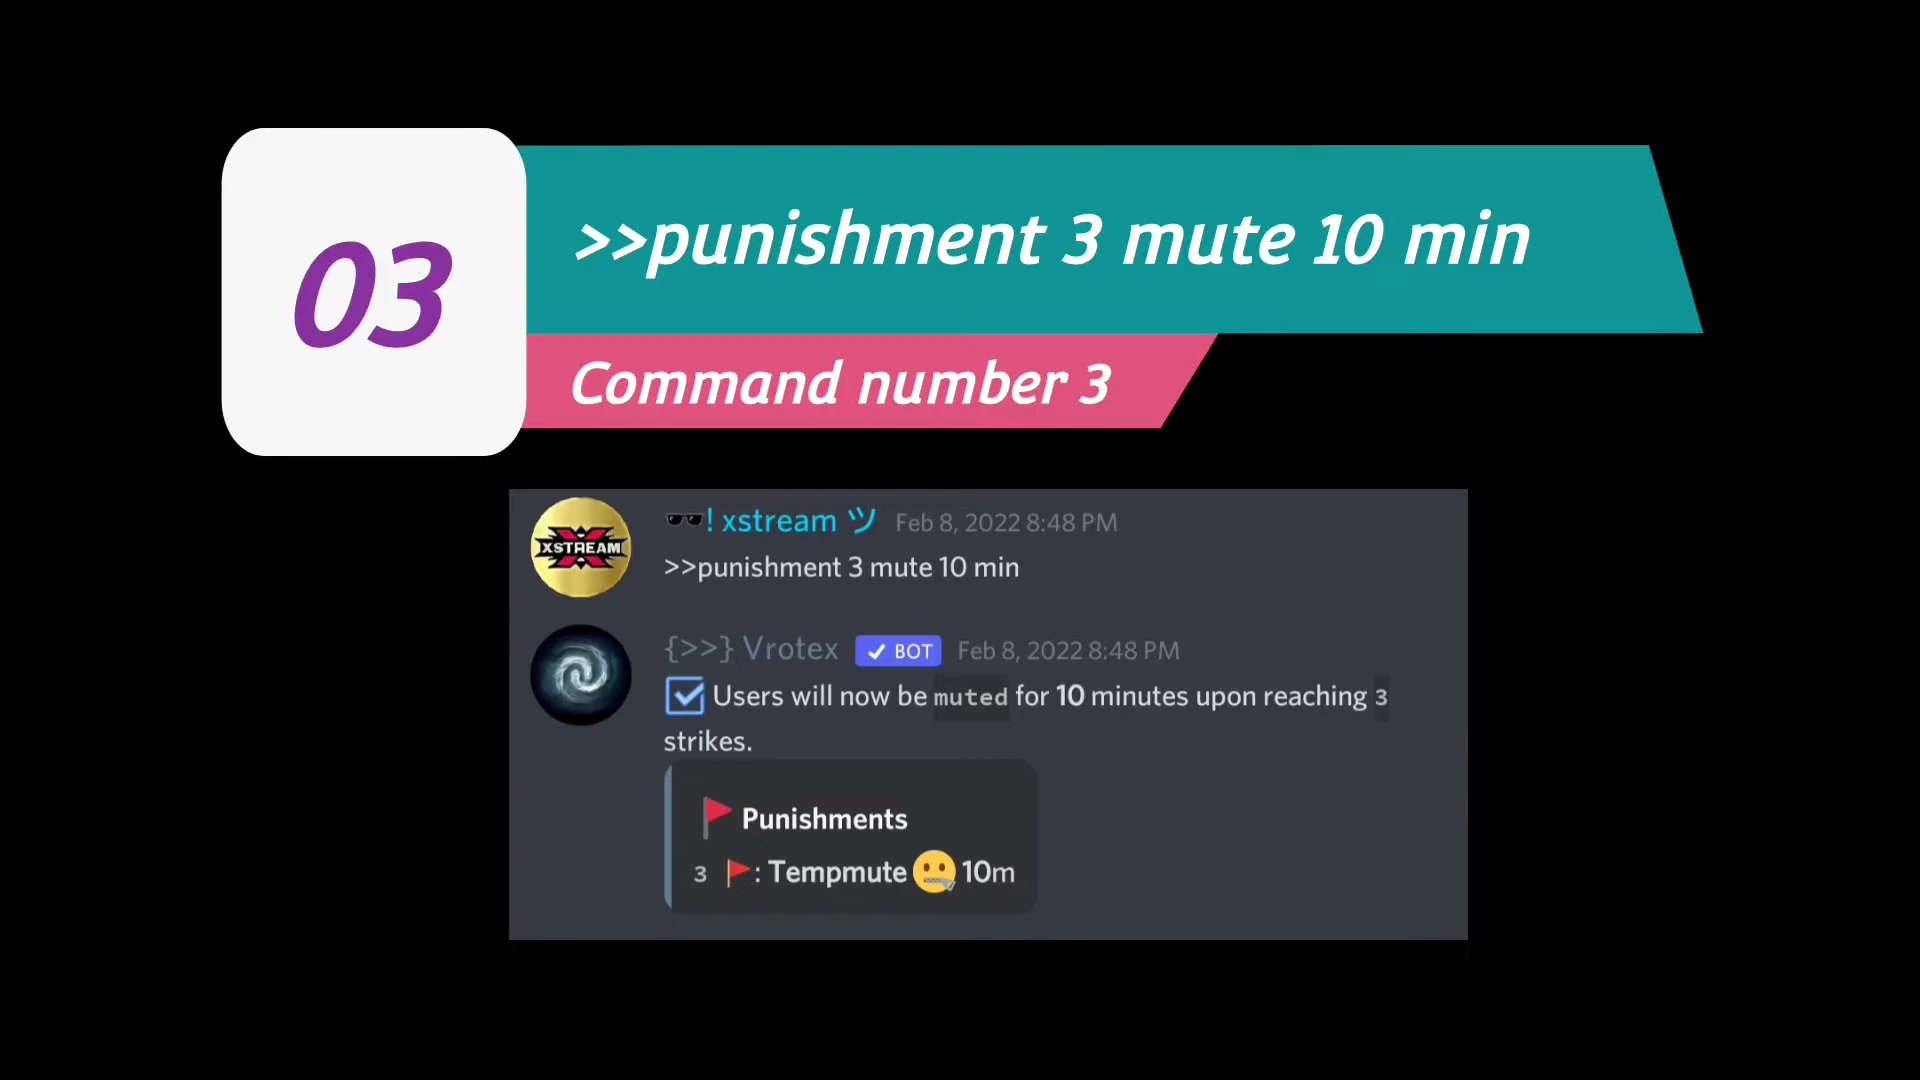 03
>>punishment 3 mute 10 min
Command number 3
XSTREAM
🕶️! xstream ツ Feb 8, 2022 8:48 PM
>>punishment 3 mute 10 min
{>>} Vrotex ✓ BOT Feb 8, 2022 8:48 PM
☑ Users will now be muted for 10 minutes upon reaching 3
strikes.
🚩 Punishments
3 🚩: Tempmute 🤐 10m